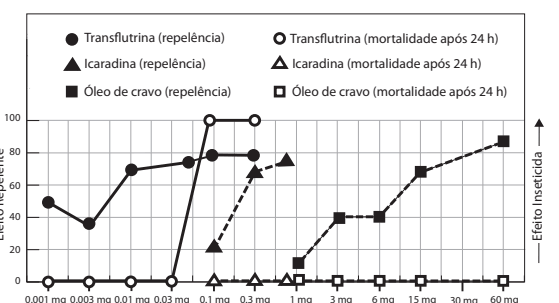 Transflutrina (repelência) Transflutrina (mortalidade após 24 h)
Icaradina (repelência) Icaradina (mortalidade após 24 h)
Óleo de cravo (repelência) Óleo de cravo (mortalidade após 24 h)
100
80
60
40
20
0
Efeito Repelente
Efeito Inseticida
0.001 mg 0.003 mg 0.01 mg 0.03 mg 0.1 mg 0.3 mg 1 mg 3 mg 6 mg 15 mg 30 mg 60 mg